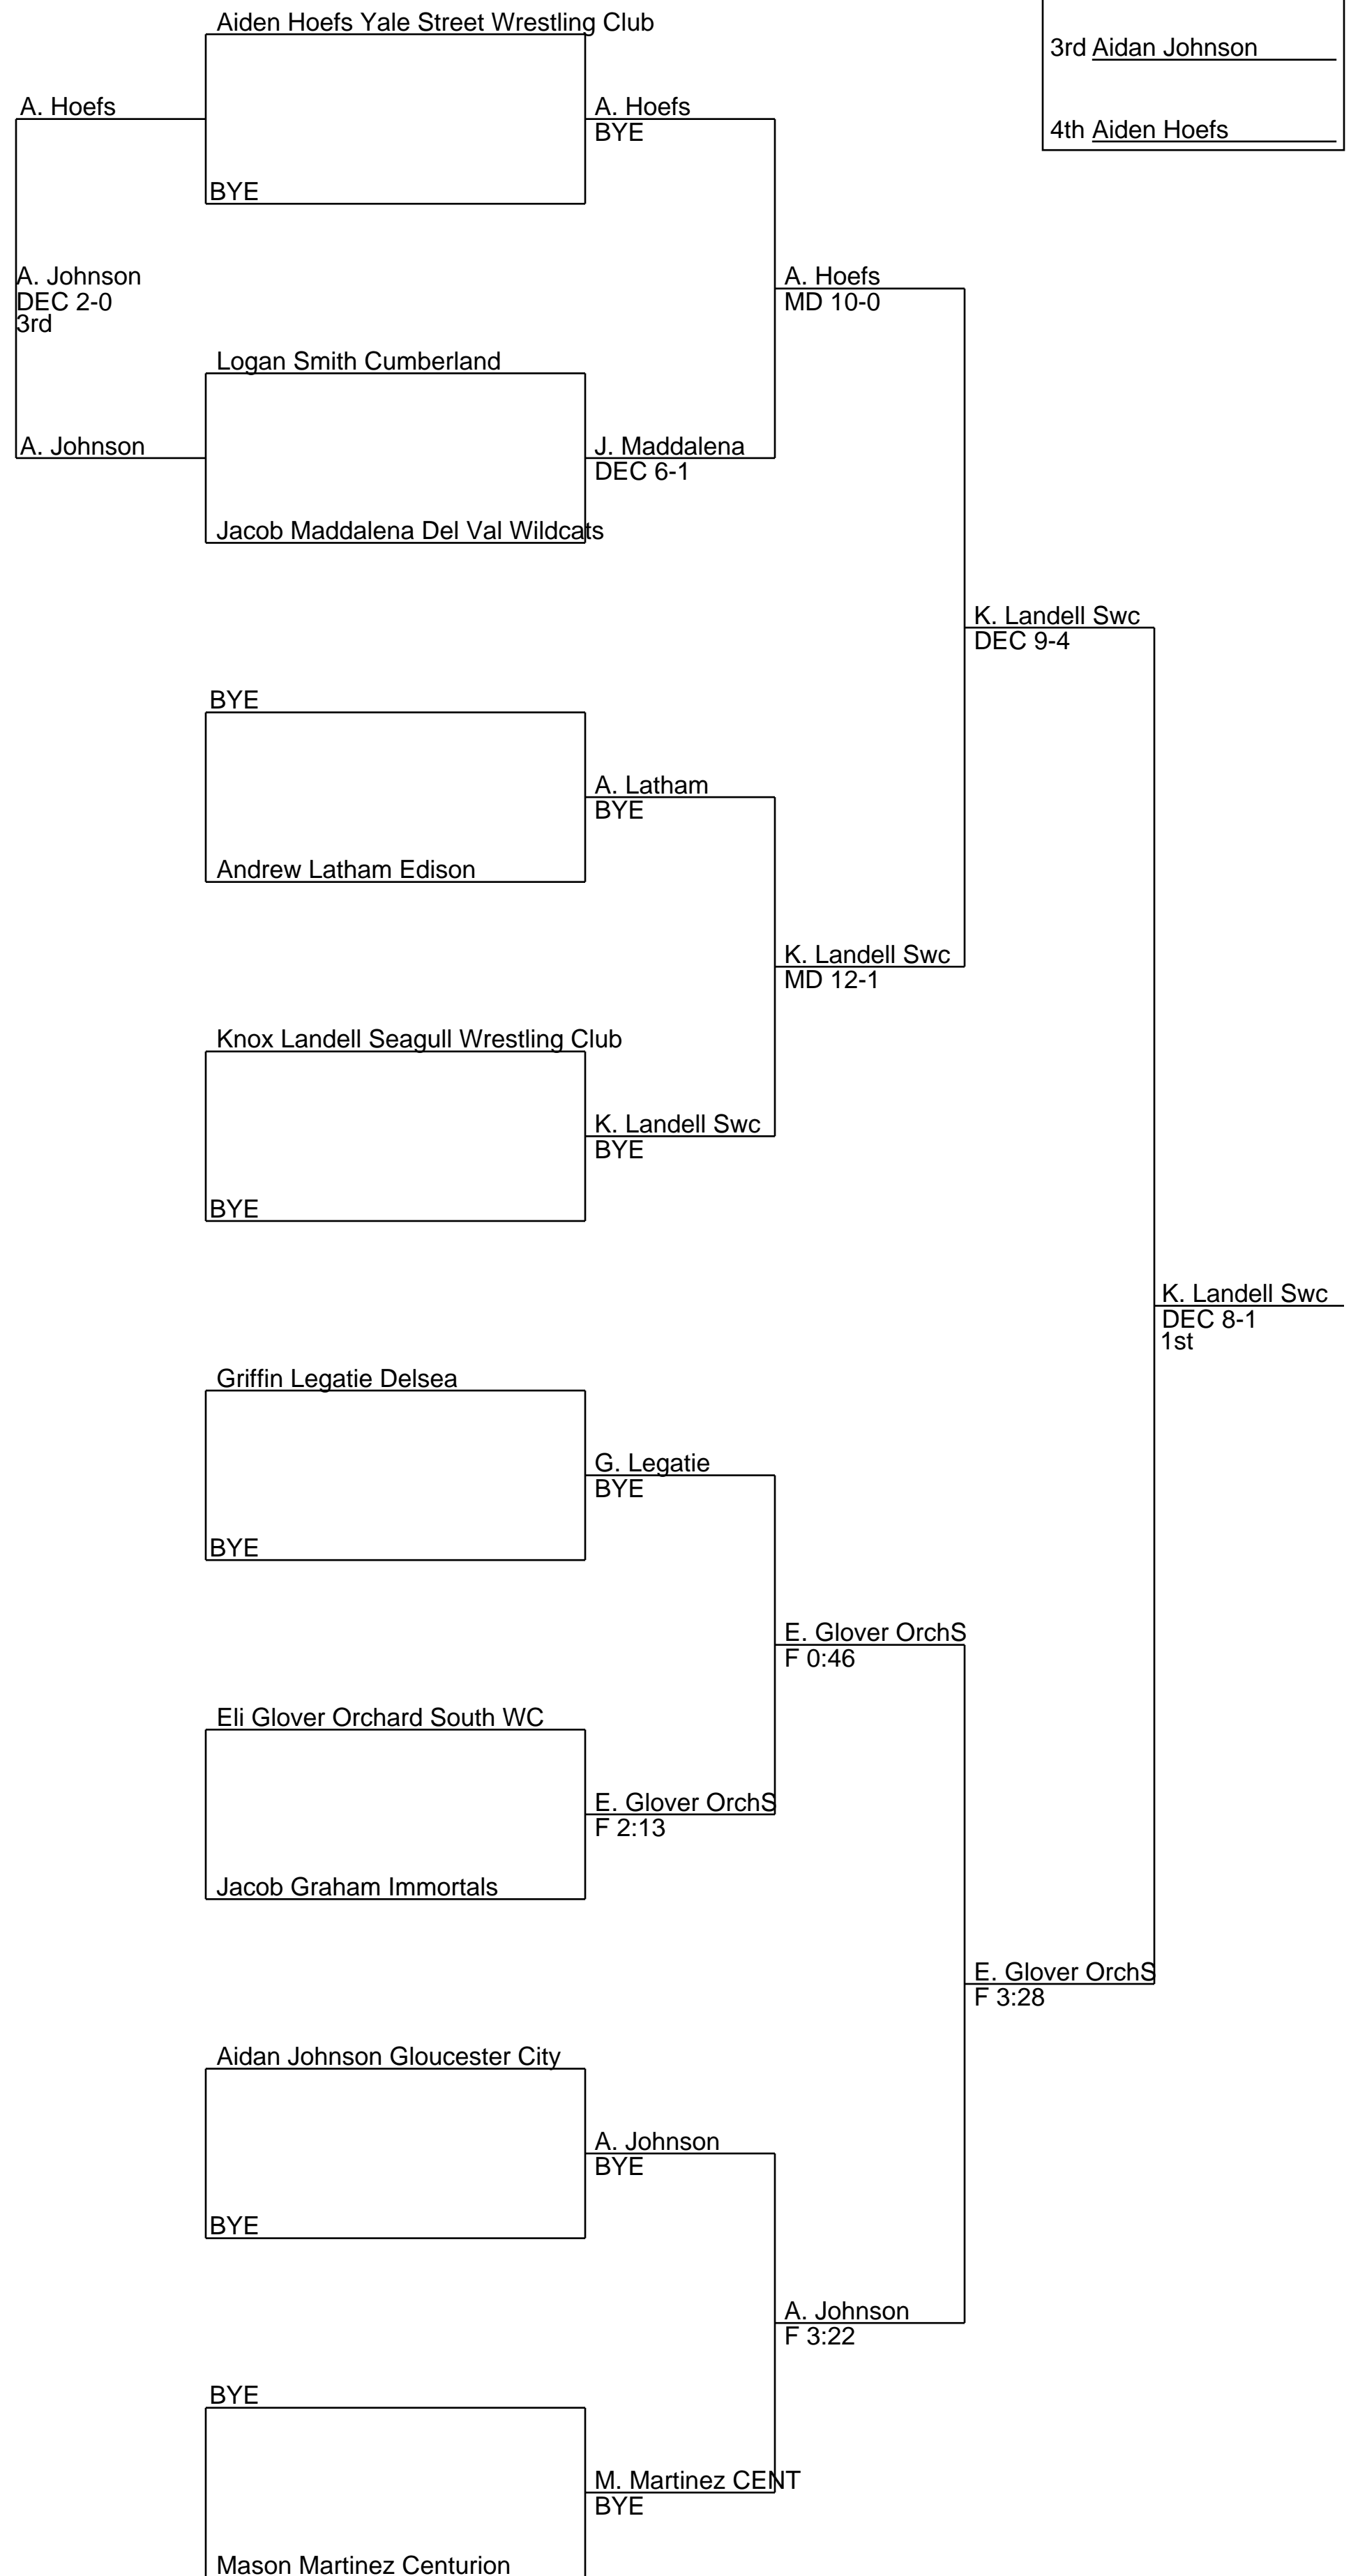 Aiden Hoefs Yale Street Wrestling Club
3rd Aidan Johnson
A. Hoefs
A. Hoefs
BYE
4th Aiden Hoefs
BYE
A. Johnson
DEC 2-0
3rd
A. Hoefs
MD 10-0
Logan Smith Cumberland
A. Johnson
J. Maddalena
DEC 6-1
Jacob Maddalena Del Val Wildcats
K. Landell Swc
DEC 9-4
BYE
A. Latham
BYE
Andrew Latham Edison
K. Landell Swc
MD 12-1
Knox Landell Seagull Wrestling Club
K. Landell Swc
BYE
BYE
K. Landell Swc
DEC 8-1
1st
Griffin Legatie Delsea
G. Legatie
BYE
BYE
E. Glover OrchS
F 0:46
Eli Glover Orchard South WC
E. Glover OrchS
F 2:13
Jacob Graham Immortals
E. Glover OrchS
F 3:28
Aidan Johnson Gloucester City
A. Johnson
BYE
BYE
A. Johnson
F 3:22
BYE
M. Martinez CENT
BYE
Mason Martinez Centurion